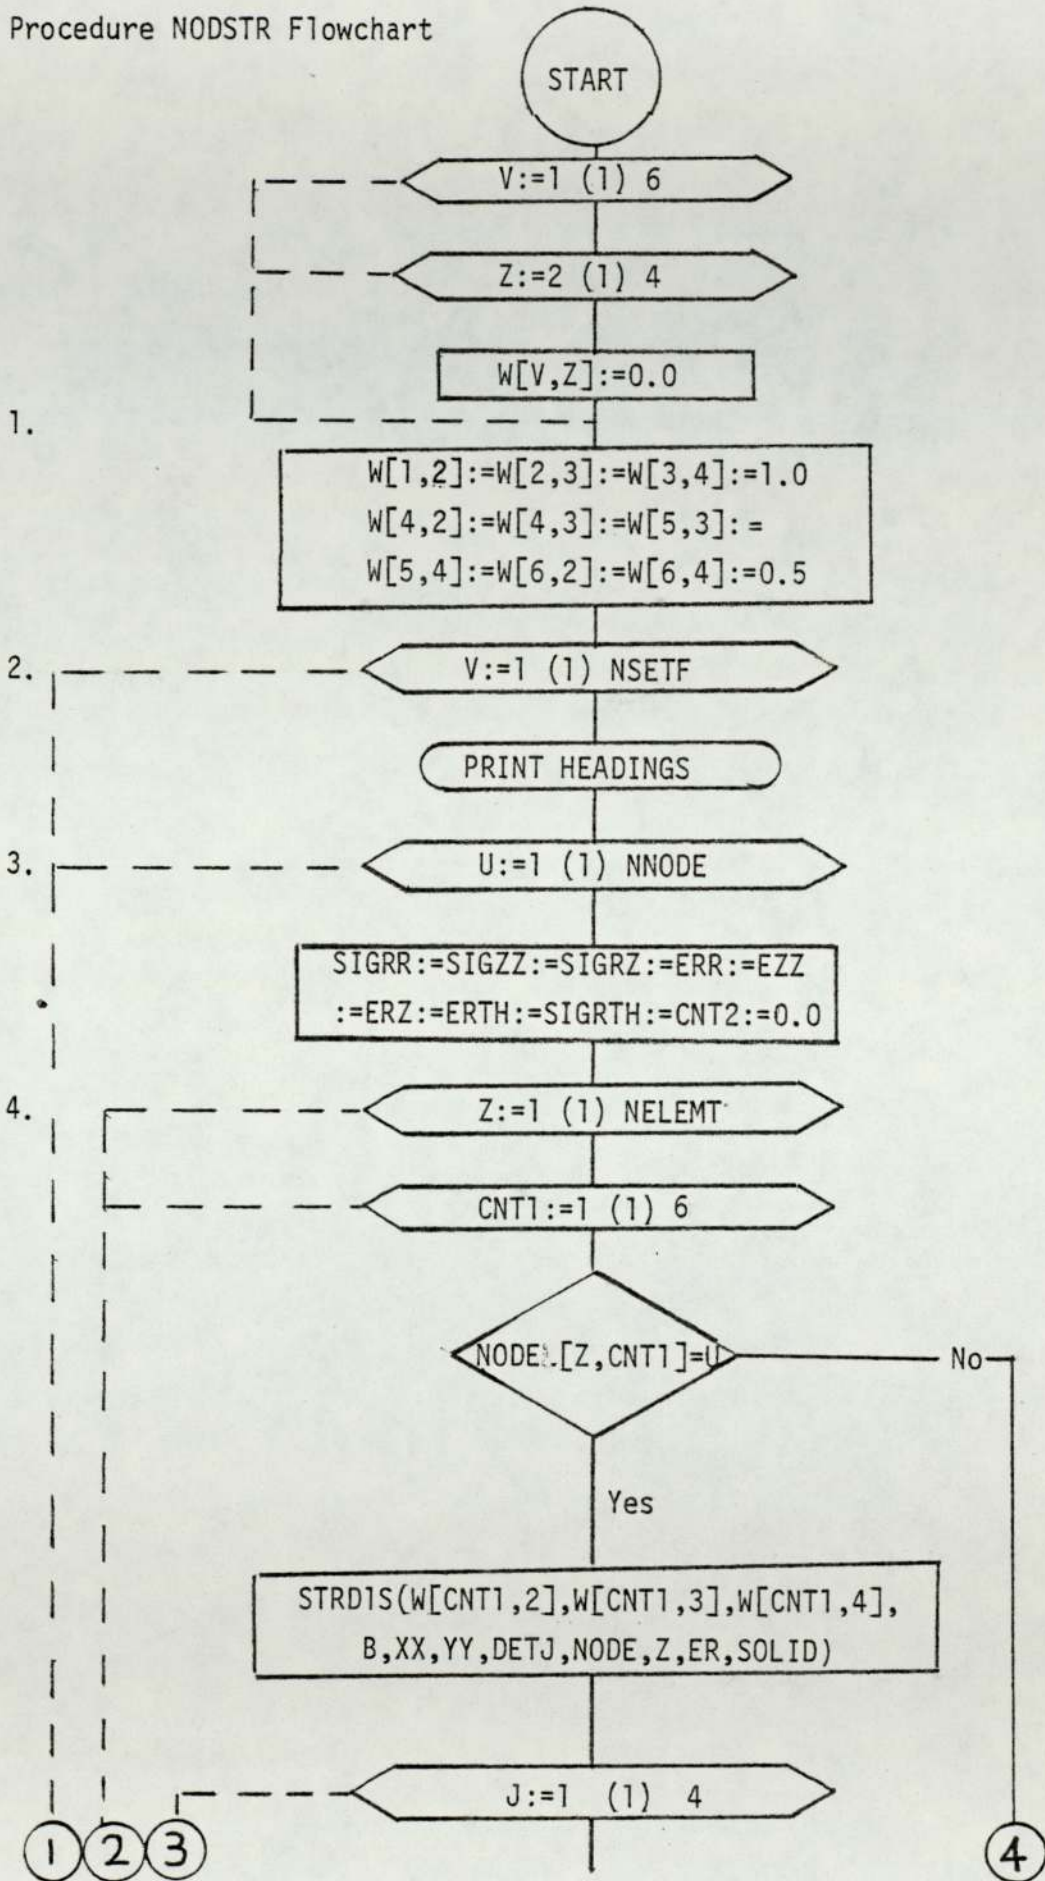 Procedure NODSTR Flowchart
START
V:=1 (1) 6
Z:=2 (1) 4
W[V,Z]:=0.0
1.
W[1,2]:=W[2,3]:=W[3,4]:=1.0
W[4,2]:=W[4,3]:=W[5,3]:=
W[5,4]:=W[6,2]:=W[6,4]:=0.5
2.
V:=1 (1) NSETF
PRINT HEADINGS
3.
U:=1 (1) NNODE
SIGRR:=SIGZZ:=SIGRZ:=ERR:=EZZ
:=ERZ:=ERTH:=SIGRTH:=CNT2:=0.0
4.
Z:=1 (1) NELEMT
CNT1:=1 (1) 6
[Z,CNT1]=U
No
Yes
STRDIS(W[CNT1,2],W[CNT1,3],W[CNT1,4],
B,XX,YY,DETJ,NODE,Z,ER,SOLID)
J:=1 (1) 4
1 2 3 4